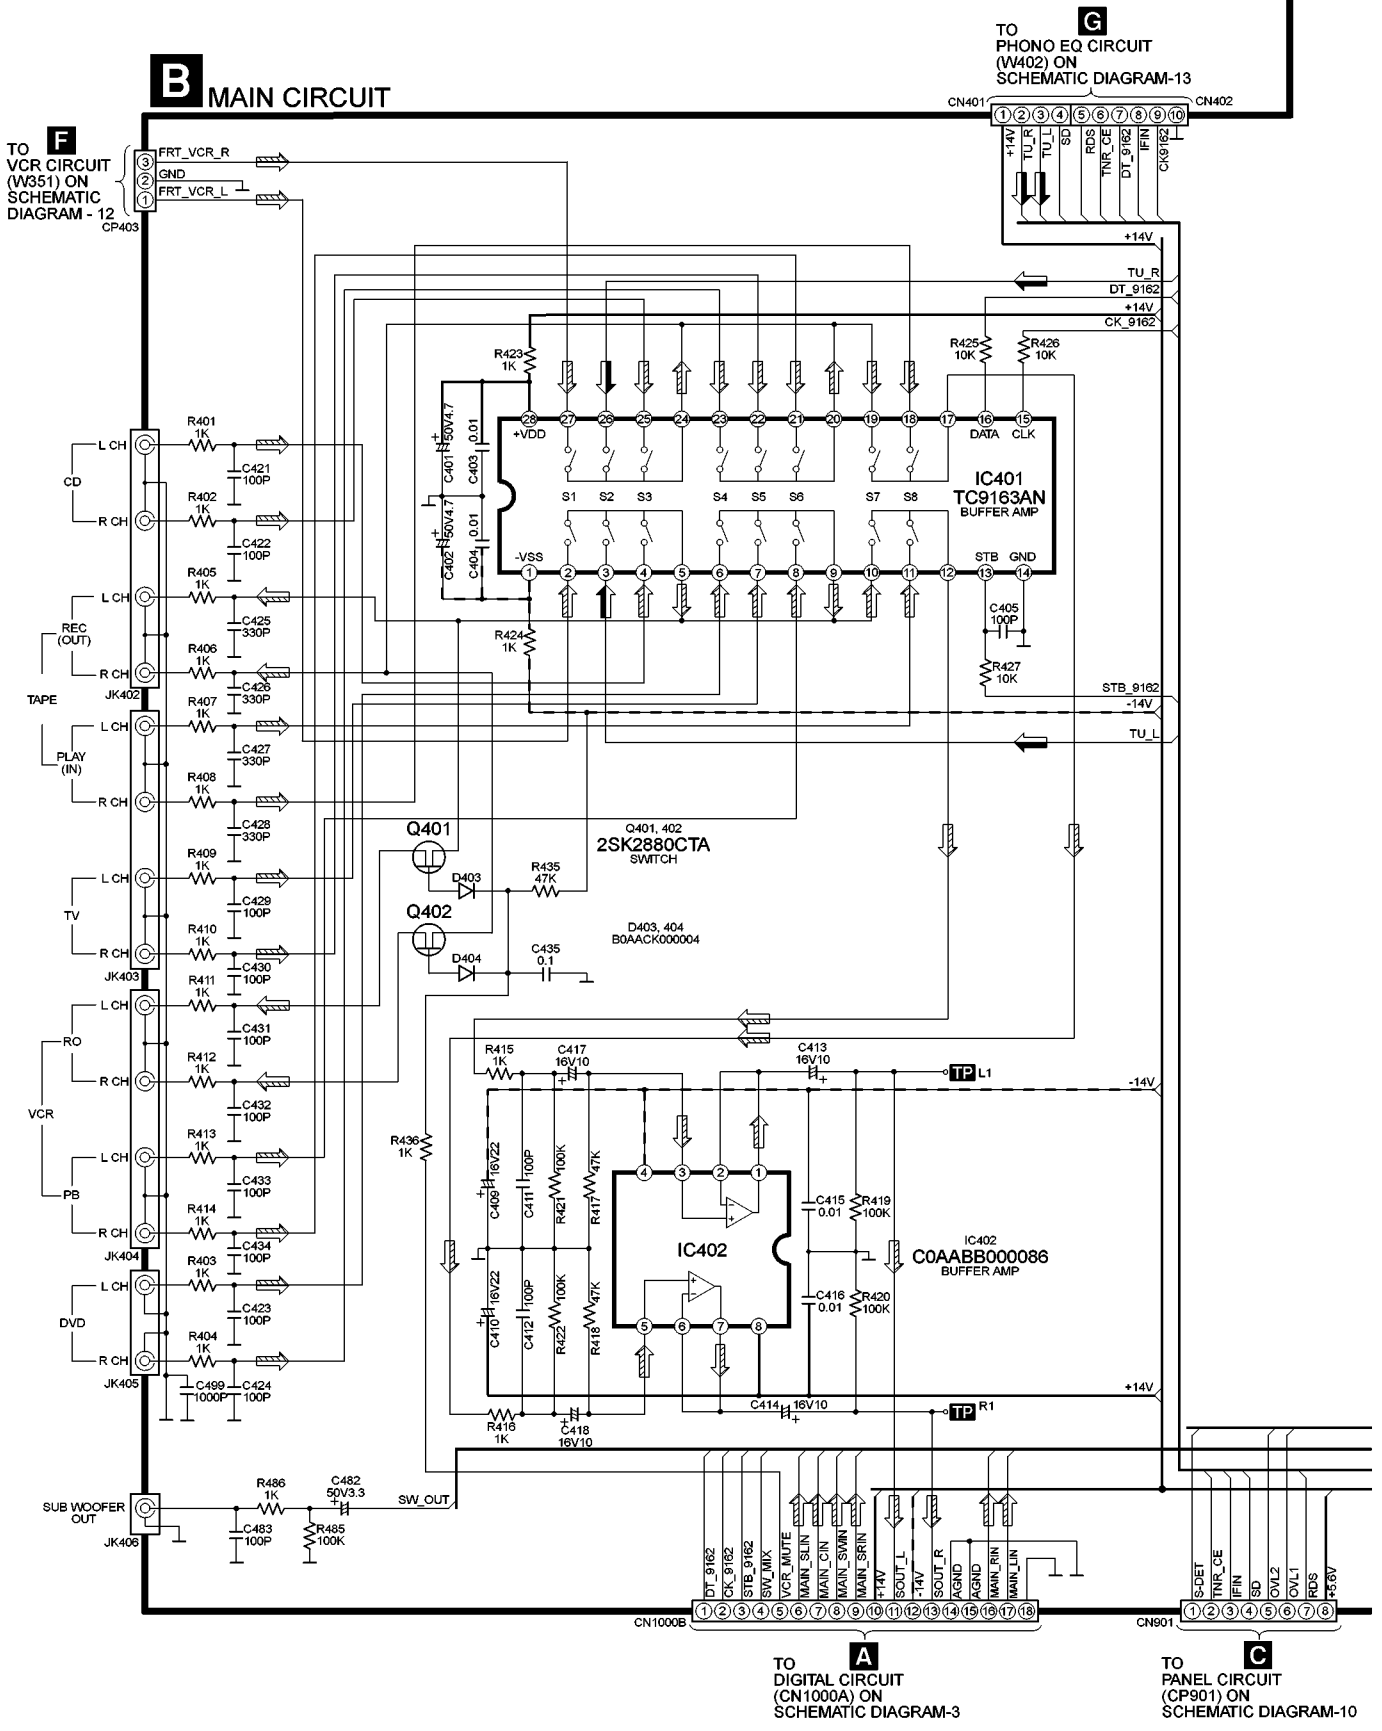 B MAIN CIRCUIT
G
TO
PHONO EQ CIRCUIT
(W402) ON
SCHEMATIC DIAGRAM-13
CN401
CN402
1 2 3 4 5 6 7 8 9 10
+14V
TU_R
TU_L
SD
RDS
TNR_CE
DT_9162
IFIN
CK9162
F
TO
VCR CIRCUIT
(W351) ON
SCHEMATIC
DIAGRAM - 12
3 FRT_VCR_R
2 GND
1 FRT_VCR_L
CP403
+14V
TU_R
DT_9162
+14V
CK_9162
R423
1K
R425
10K
R426
10K
50V4.7
C401
0.01
C403
50V4.7
C402
0.01
C404
28 27 26 25 24 23 22 21 20 19 18 17 16 15
+VDD
DATA
CLK
S1 S2 S3 S4 S5 S6 S7 S8
IC401
TC9163AN
BUFFER AMP
-VSS
STB
GND
1 2 3 4 5 6 7 8 9 10 11 12 13 14
R424
1K
C405
100P
R427
10K
STB_9162
-14V
TU_L
CD
L CH
R401
1K
C421
100P
R CH
R402
1K
C422
100P
REC
(OUT)
L CH
R405
1K
C425
330P
R CH
R406
1K
C426
330P
JK402
TAPE
PLAY
(IN)
L CH
R407
1K
C427
330P
R CH
R408
1K
C428
330P
TV
L CH
R409
1K
C429
100P
R CH
R410
1K
C430
100P
JK403
VCR
RO
L CH
R411
1K
C431
100P
R CH
R412
1K
C432
100P
PB
L CH
R413
1K
C433
100P
R CH
R414
1K
C434
100P
JK404
DVD
L CH
R403
1K
C423
100P
R CH
R404
1K
C424
100P
C499
1000P
JK405
Q401
D403
R435
47K
Q402
D404
C435
0.1
Q401, 402
2SK2880CTA
SWITCH
D403, 404
B0AACK000004
R415
1K
C417
16V10
C413
16V10
TP L1
-14V
R436
1K
16V22
C409
100P
C411
100K
R421
47K
R417
16V22
C410
100P
C412
100K
R422
47K
R418
4 3 2 1
IC402
5 6 7 8
C415
0.01
R419
100K
C416
0.01
R420
100K
IC402
C0AABB000086
BUFFER AMP
+14V
R416
1K
C418
16V10
C414
16V10
TP R1
SUB WOOFER
OUT
JK406
R486
1K
C482
50V3.3
C483
100P
R485
100K
SW_OUT
DT_9162
CK_9162
STB_9162
SW_MIX
VCR_MUTE
MAIN_SLIN
MAIN_CIN
MAIN_SWIN
MAIN_SRIN
+14V
SOUT_L
-14V
SOUT_R
AGND
AGND
MAIN_RIN
MAIN_LIN
CN1000B
1 2 3 4 5 6 7 8 9 10 11 12 13 14 15 16 17 18
A
TO
DIGITAL CIRCUIT
(CN1000A) ON
SCHEMATIC DIAGRAM-3
S-DET
TNR_CE
IFIN
SD
OVL2
OVL1
RDS
+5.6V
CN901
1 2 3 4 5 6 7 8
C
TO
PANEL CIRCUIT
(CP901) ON
SCHEMATIC DIAGRAM-10